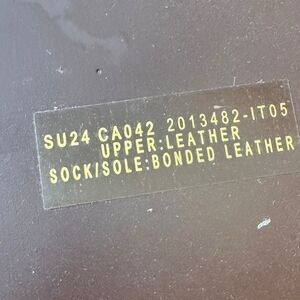 SU24 CA042 2013482-IT05
UPPER:LEATHER
SOCK/SOLE:BONDED LEATHER